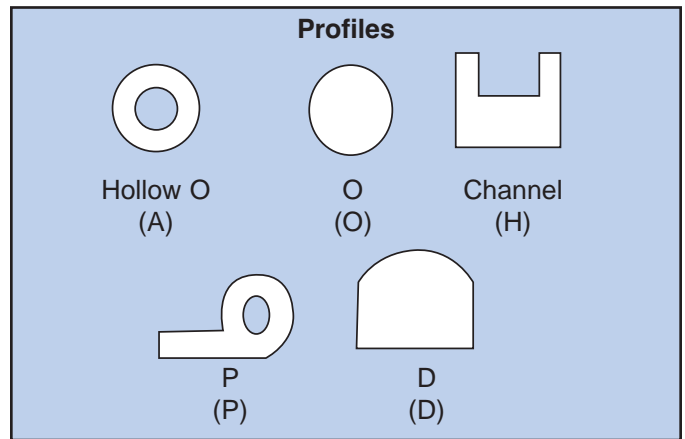 Profiles
Hollow O
(A)
O
(O)
Channel
(H)
P
(P)
D
(D)